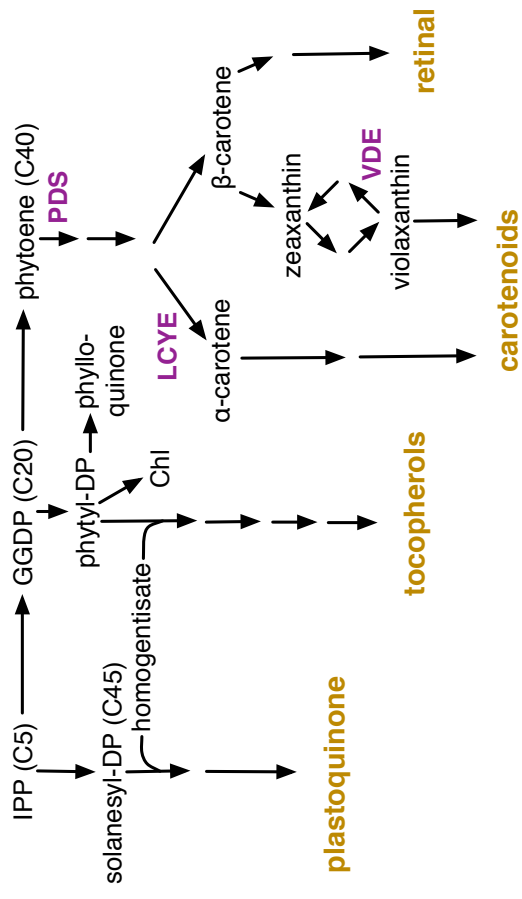 IPP (C5)
GGDP (C20)
phytoene (C40)
PDS
solanesyl-DP (C45)
homogentisate
phytyl-DP
phyllo-
quinone
Chl
LCYE
α-carotene
β-carotene
zeaxanthin
VDE
violaxanthin
plastoquinone
tocopherols
carotenoids
retinal